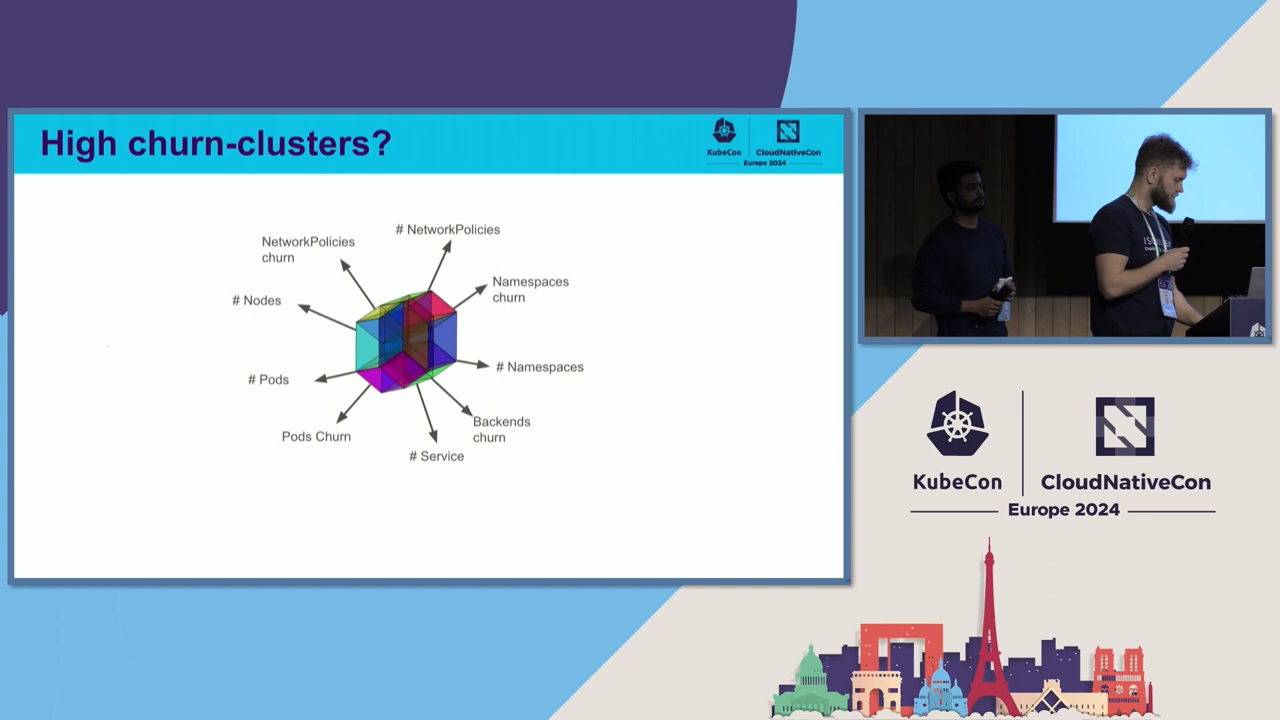 High churn-clusters?
KubeCon
CloudNativeCon
Europe 2024
# NetworkPolicies
NetworkPolicies
churn
Namespaces
churn
# Nodes
# Namespaces
# Pods
Backends
churn
Pods Churn
# Service
KubeCon
CloudNativeCon
Europe 2024